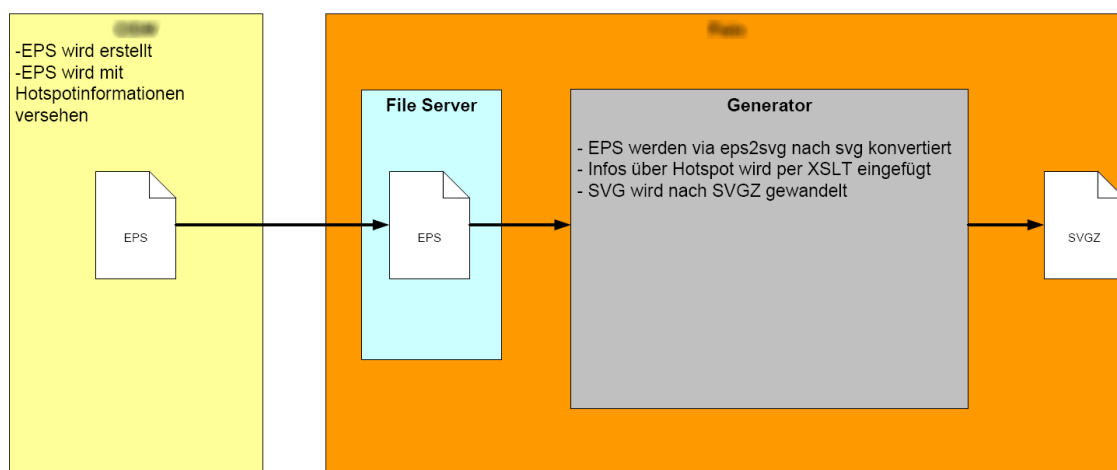 -EPS wird erstellt
-EPS wird mit
Hotspotinformationen
versehen
EPS
File Server
EPS
Generator
- EPS werden via eps2svg nach svg konvertiert
- Infos über Hotspot wird per XSLT eingefügt
- SVG wird nach SVGZ gewandelt
SVGZ